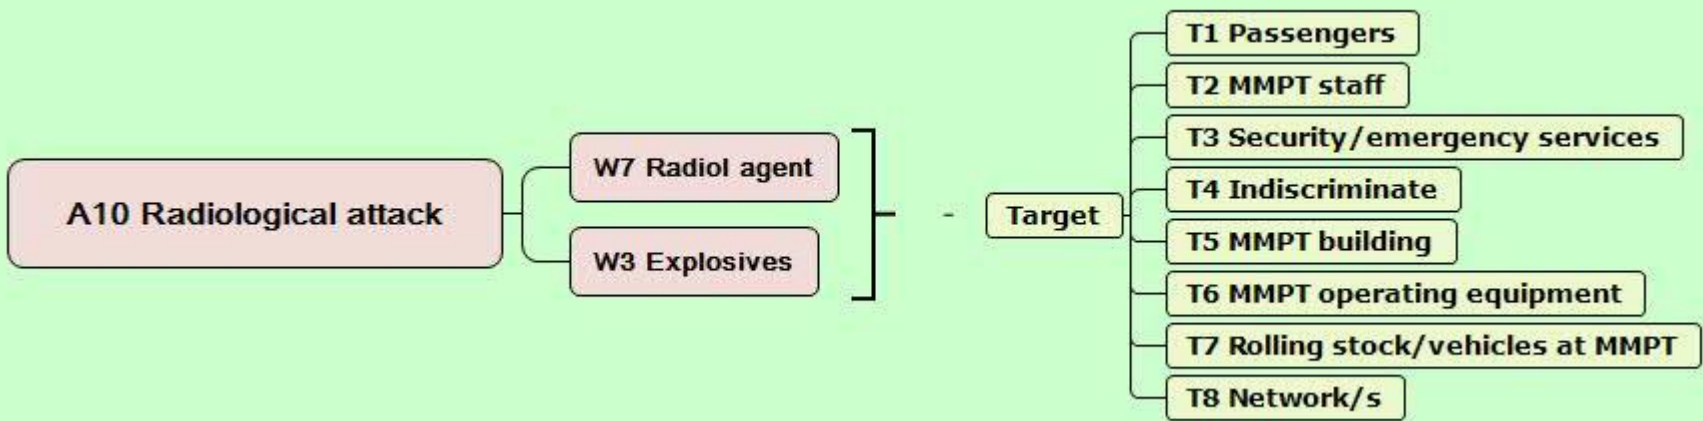 A10 Radiological attack
W7 Radiol agent
W3 Explosives
-
Target
T1 Passengers
T2 MMPT staff
T3 Security/emergency services
T4 Indiscriminate
T5 MMPT building
T6 MMPT operating equipment
T7 Rolling stock/vehicles at MMPT
T8 Network/s